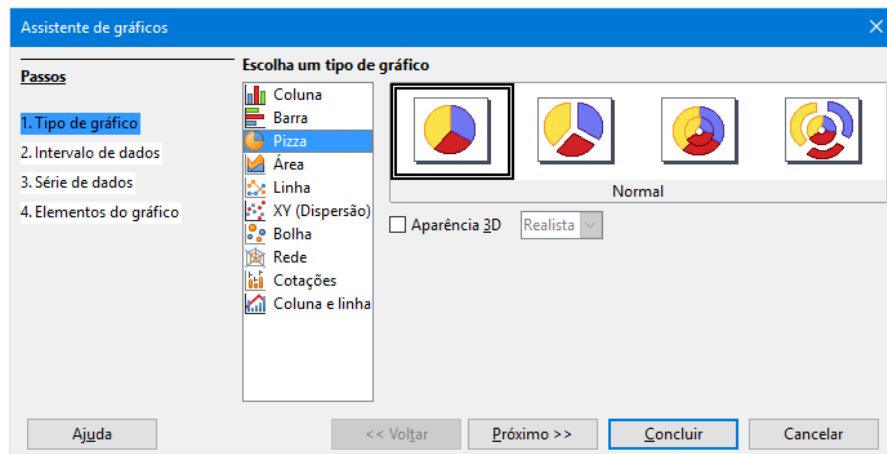 Assistente de gráficos
Passos
1. Tipo de gráfico
2. Intervalo de dados
3. Série de dados
4. Elementos do gráfico
Escolha um tipo de gráfico
Coluna
Barra
Pizza
Área
Linha
XY (Dispersão)
Bolha
Rede
Cotações
Coluna e linha
Normal
Aparência 3D
Realista
Ajuda
<< Voltar
Próximo >>
Concluir
Cancelar